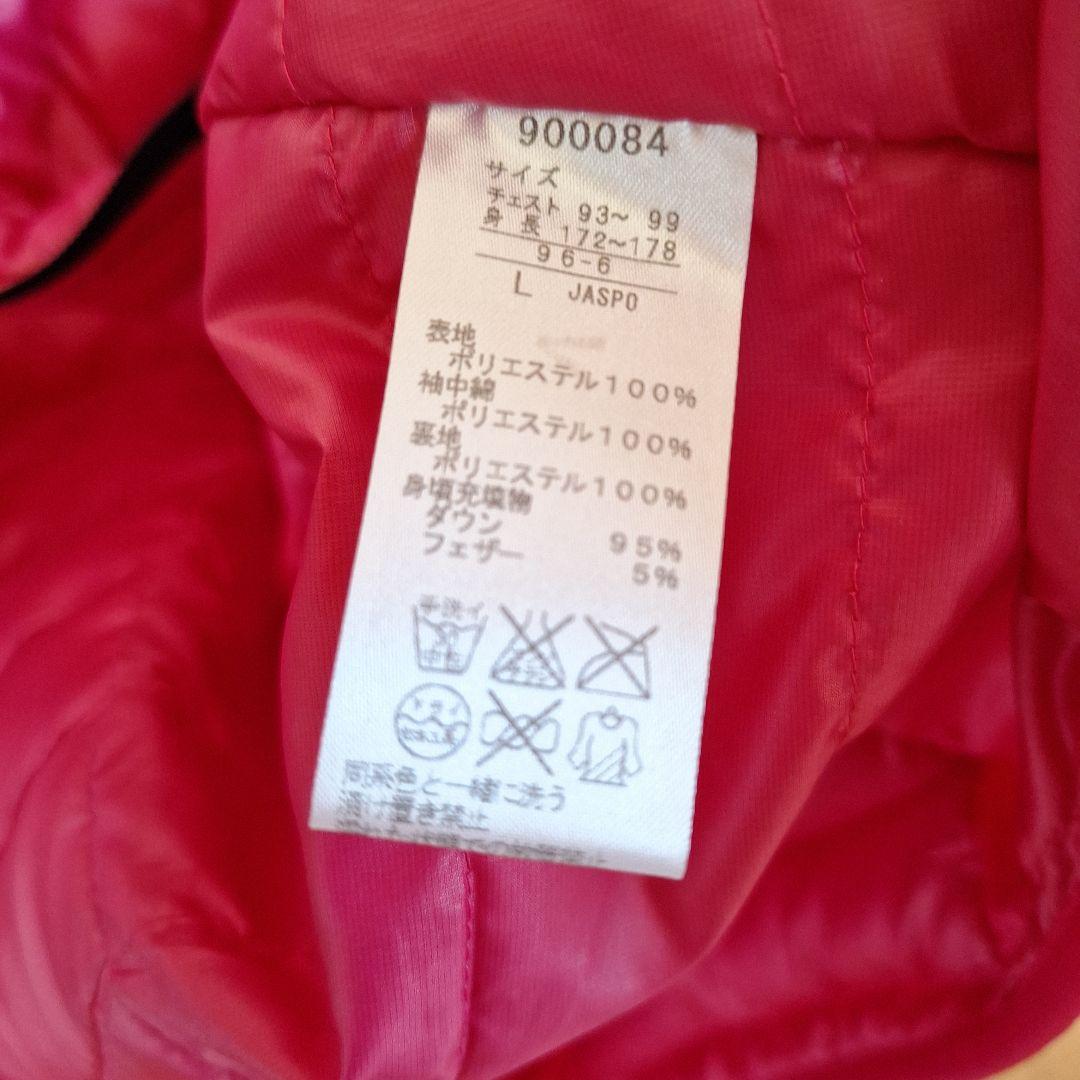 900084
サイズ
チェスト 93～ 99
身長 172～178
96-6
L JASPO
表地
ポリエステル100%
袖中綿
ポリエステル100%
裏地
ポリエステル100%
身頃充填物
ダウン 95%
フェザー 5%
手洗イ
ドライ
同系色と一緒に洗う
漬け置き禁止